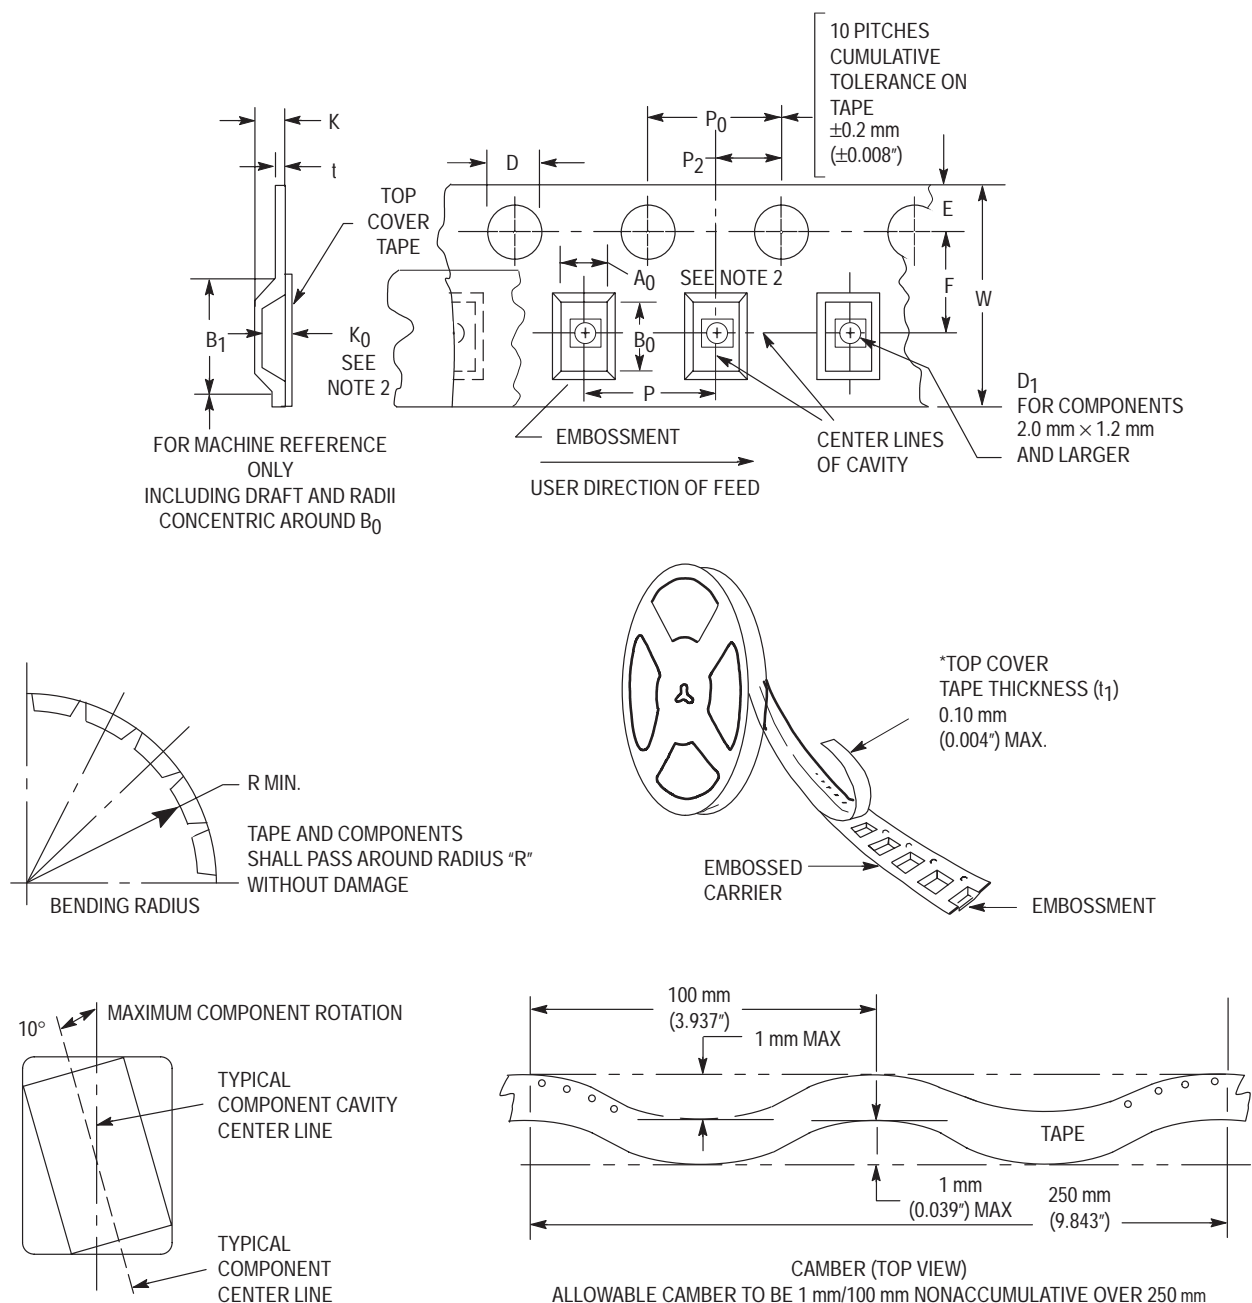 10 PITCHES
CUMULATIVE
TOLERANCE ON
TAPE
±0.2 mm
(±0.008″)
K
t
TOP
COVER
TAPE
D
P0
P2
E
A0
SEE NOTE 2
F
W
B1
K0
SEE
NOTE 2
B0
P
D1
FOR COMPONENTS
2.0 mm × 1.2 mm
AND LARGER
EMBOSSMENT
CENTER LINES
OF CAVITY
FOR MACHINE REFERENCE
ONLY
INCLUDING DRAFT AND RADII
CONCENTRIC AROUND B0
USER DIRECTION OF FEED
*TOP COVER
TAPE THICKNESS (t1)
0.10 mm
(0.004″) MAX.
R MIN.
TAPE AND COMPONENTS
SHALL PASS AROUND RADIUS “R”
WITHOUT DAMAGE
BENDING RADIUS
EMBOSSED
CARRIER
EMBOSSMENT
10°
MAXIMUM COMPONENT ROTATION
TYPICAL
COMPONENT CAVITY
CENTER LINE
TYPICAL
COMPONENT
CENTER LINE
100 mm
(3.937″)
1 mm MAX
TAPE
1 mm
(0.039″) MAX
250 mm
(9.843″)
CAMBER (TOP VIEW)
ALLOWABLE CAMBER TO BE 1 mm/100 mm NONACCUMULATIVE OVER 250 mm